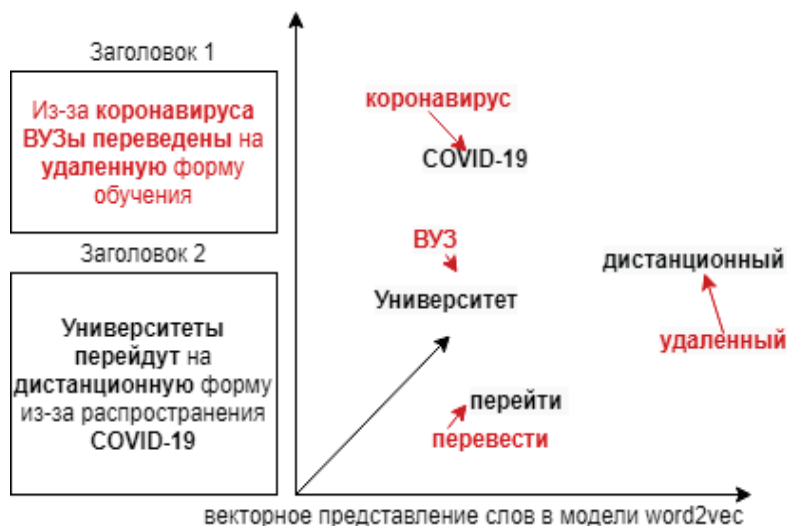 Заголовок 1
Из-за коронавируса
ВУЗы переведены на
удаленную форму
обучения
Заголовок 2
Университеты
перейдут на
дистанционную форму
из-за распространения
COVID-19
коронавирус
COVID-19
ВУЗ
Университет
дистанционный
удаленный
перейти
перевести
векторное представление слов в модели word2vec